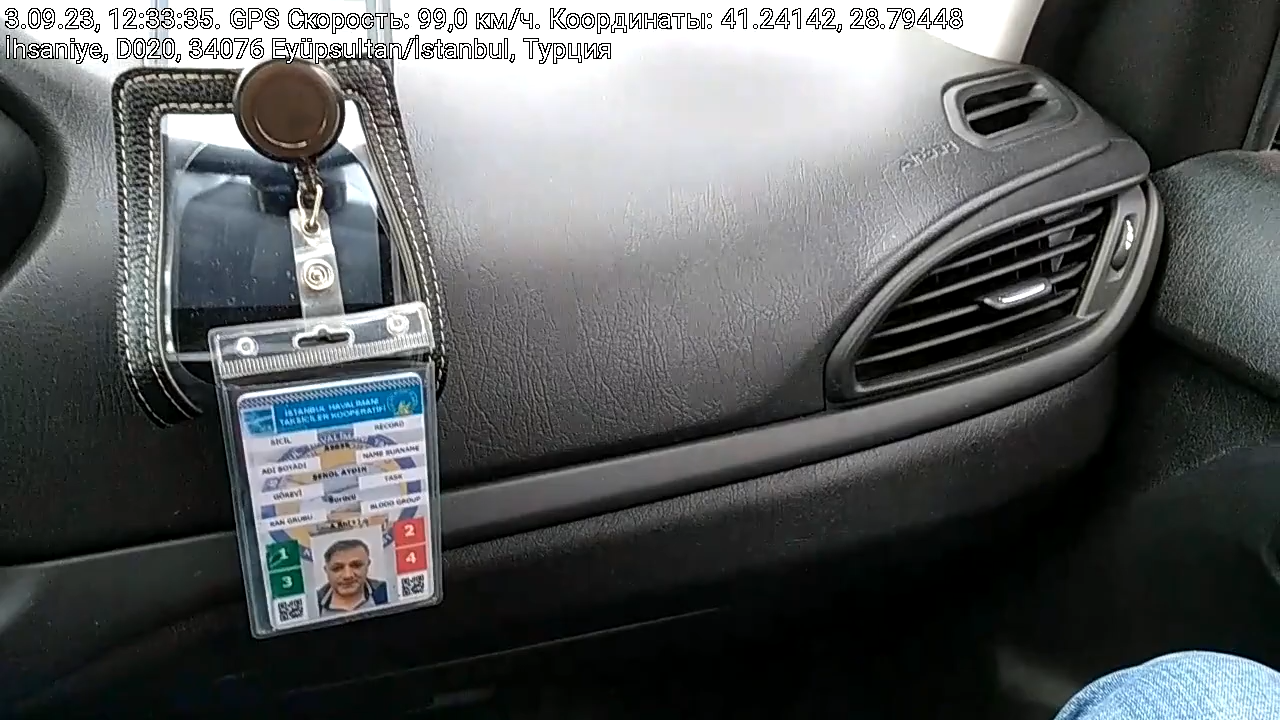 3.09.23, 12:33:35. GPS Скорость: 99,0 км/ч. Координаты: 41.24142, 28.79448
İhsaniye, D020, 34076 Eyüpsultan/İstanbul, Турция
AIRBAG
İSTANBUL HAVALİMANI
TAKSİCİLER KOOPERATİFİ
SİCİL
RECORD
ADI SOYADI
NAME SURNAME
ŞENOL AYDIN
GÖREVİ
TASK
Sürücü
KAN GRUBU
BLOOD GROUP
1
2
3
4